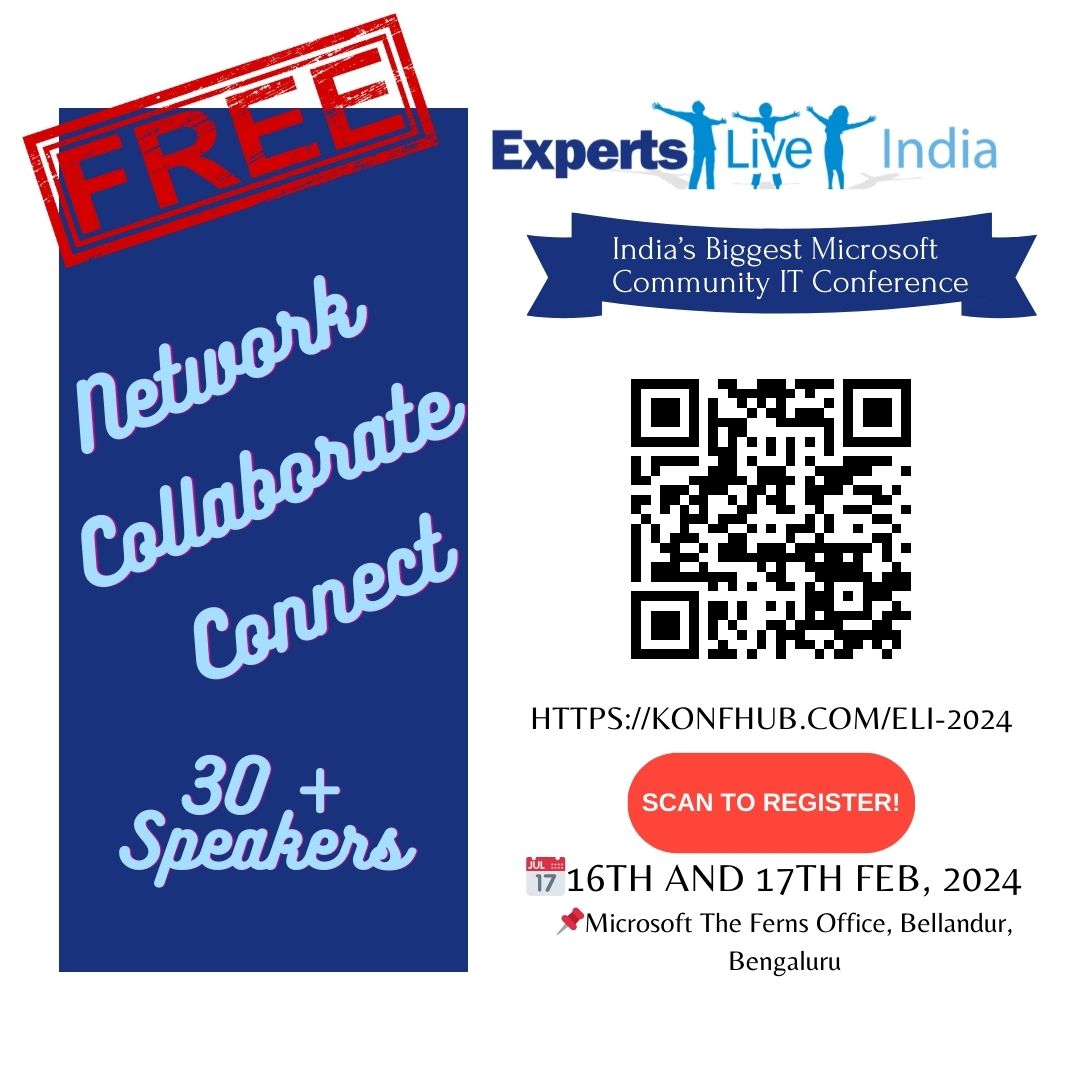 FREE
Network
Collaborate
Connect
30 +
Speakers
Experts Live India
India’s Biggest Microsoft
Community IT Conference
HTTPS://KONFHUB.COM/ELI-2024
SCAN TO REGISTER!
JUL
17
16TH AND 17TH FEB, 2024
Microsoft The Ferns Office, Bellandur,
Bengaluru